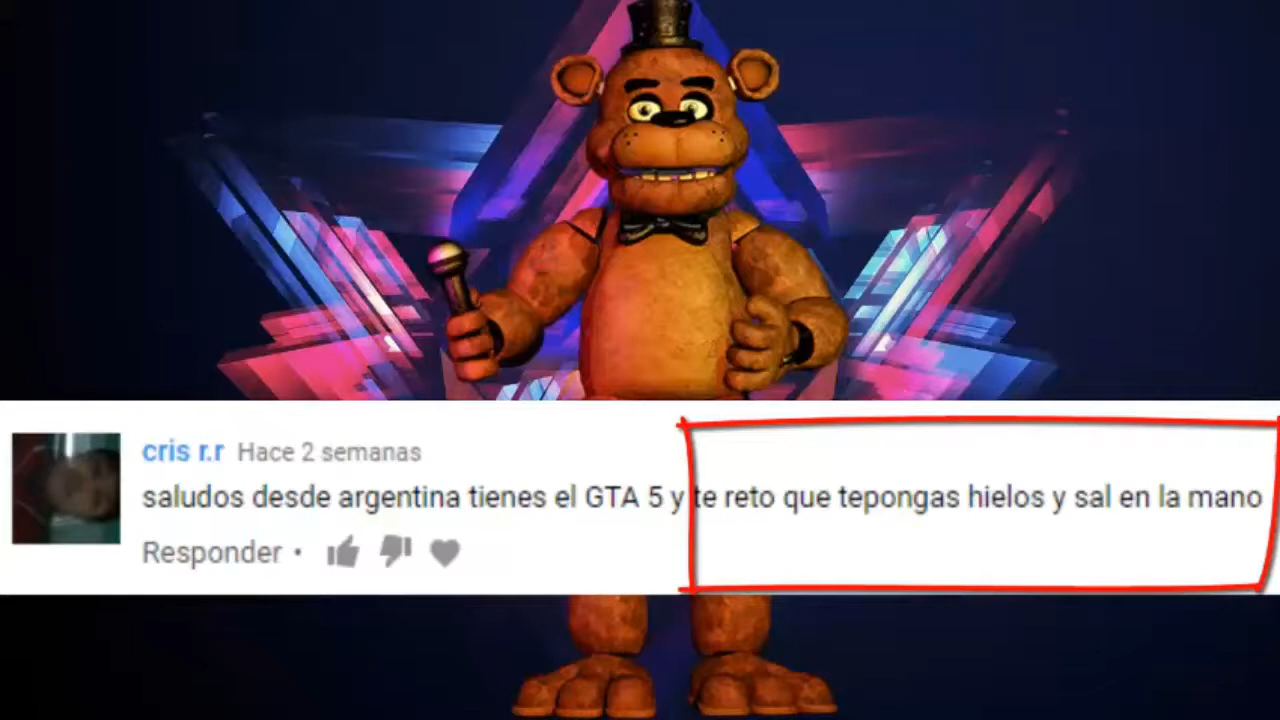 cris r.r Hace 2 semanas
saludos desde argentina tienes el GTA 5 y te reto que tepongas hielos y sal en la mano
Responder •